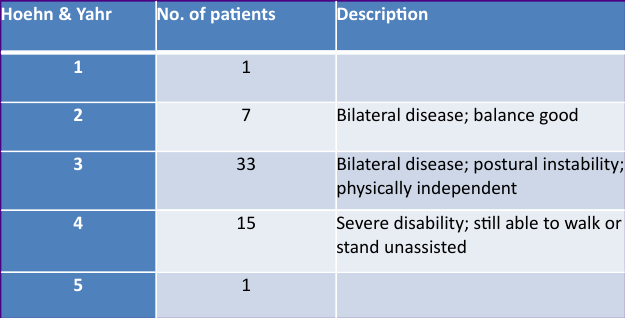 Hoehn & Yahr No. of patients Description
1 1
2 7 Bilateral disease; balance good
3 33 Bilateral disease; postural instability;
physically independent
4 15 Severe disability; still able to walk or
stand unassisted
5 1